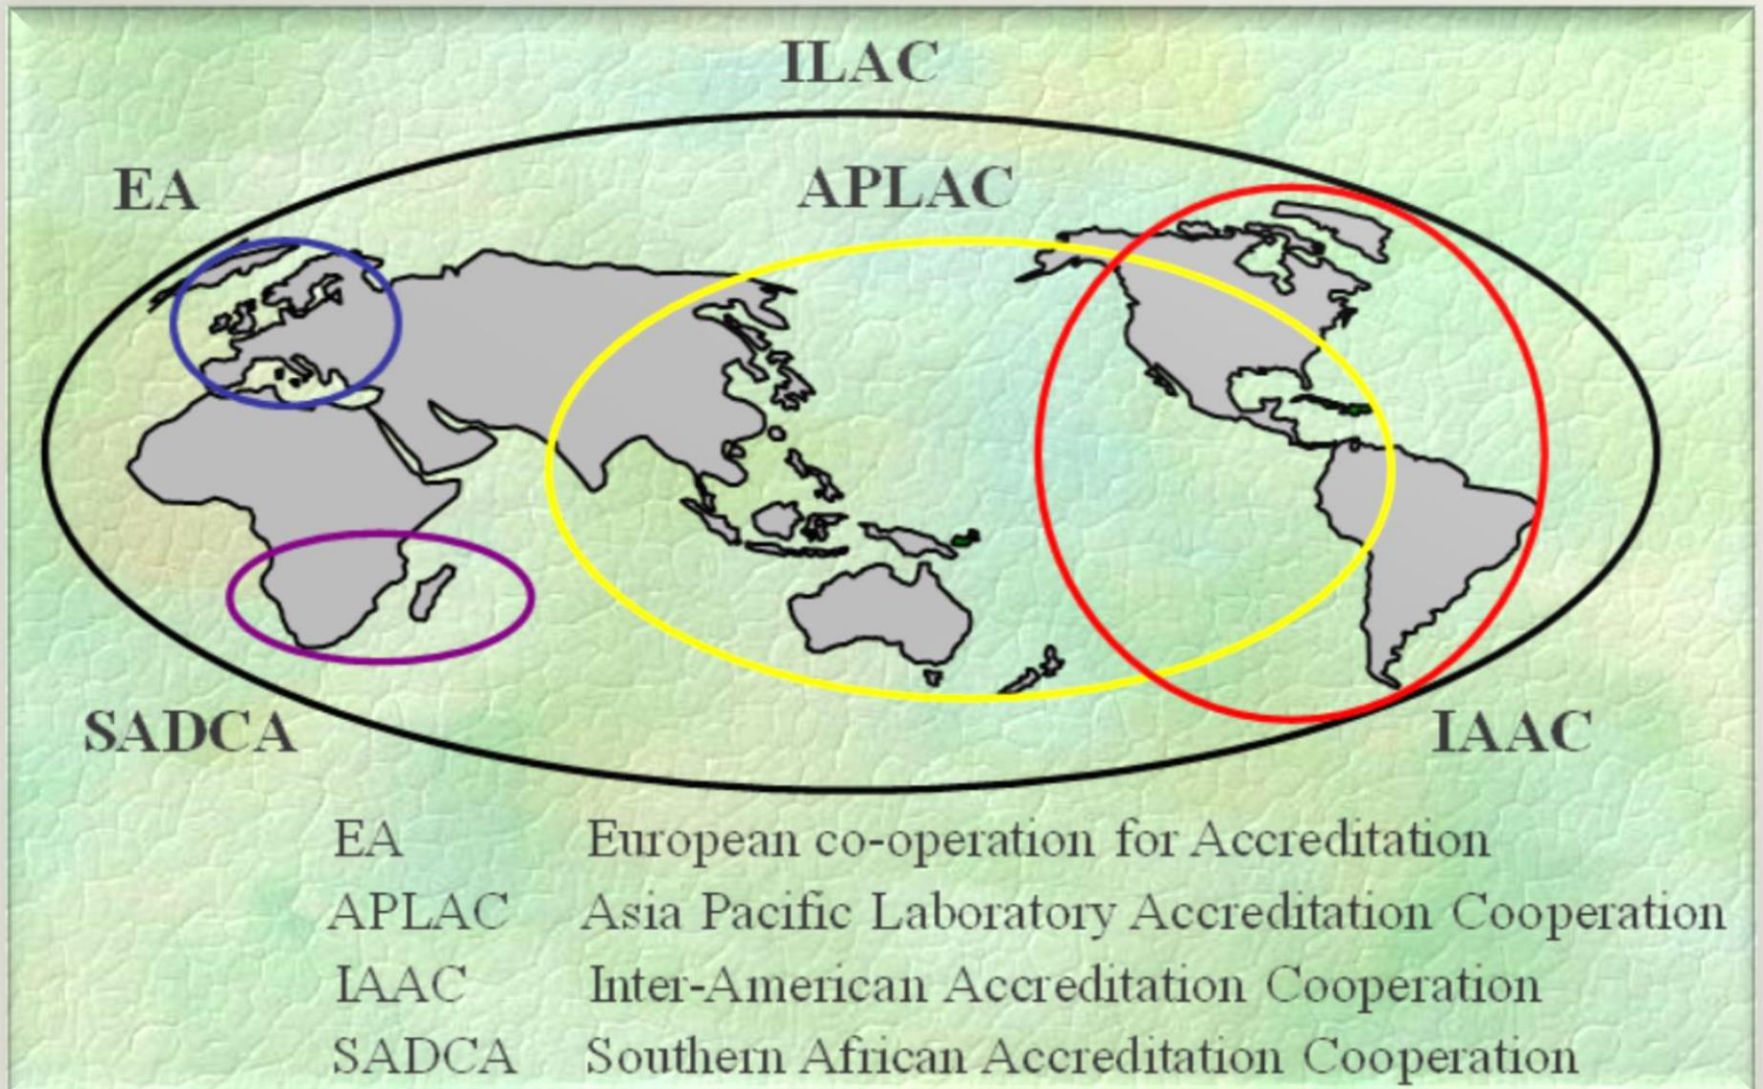 ILAC
EA
APLAC
SADCA
IAAC
EA European co-operation for Accreditation
APLAC Asia Pacific Laboratory Accreditation Cooperation
IAAC Inter-American Accreditation Cooperation
SADCA Southern African Accreditation Cooperation